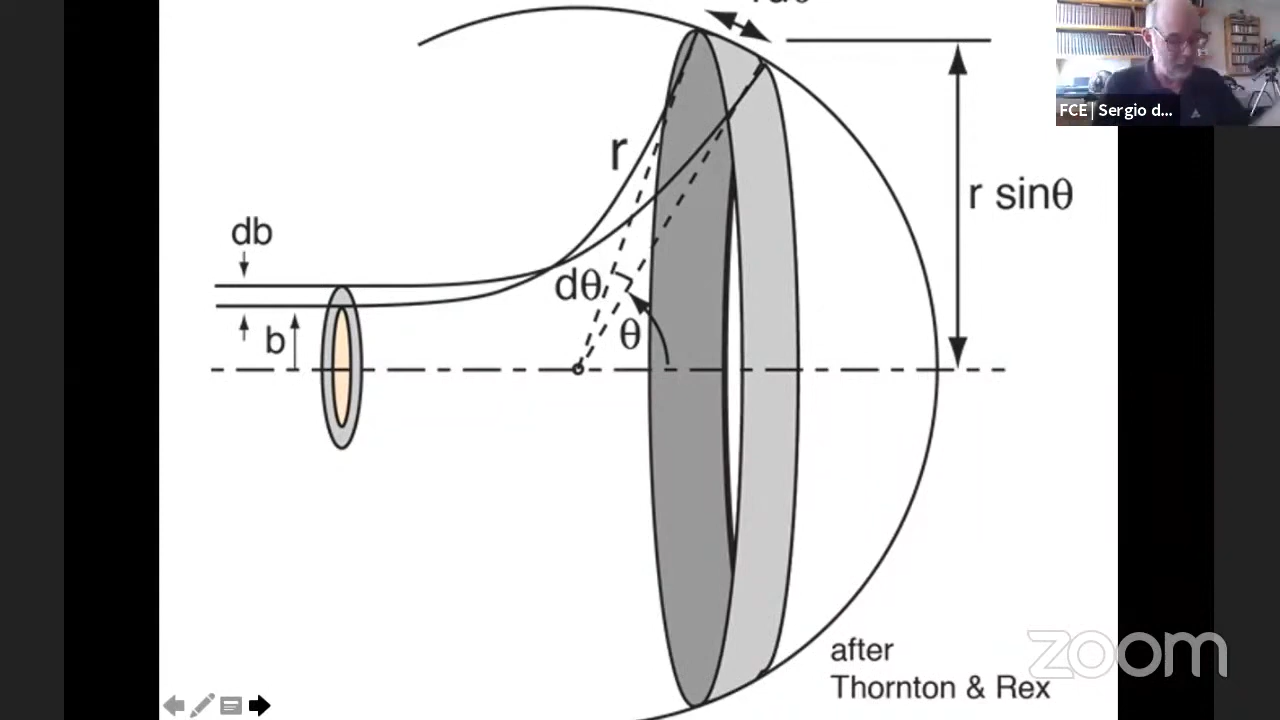 FCE | Sergio d...
r
r sinθ
db
dθ
b
θ
after
Thornton & Rex
zoom